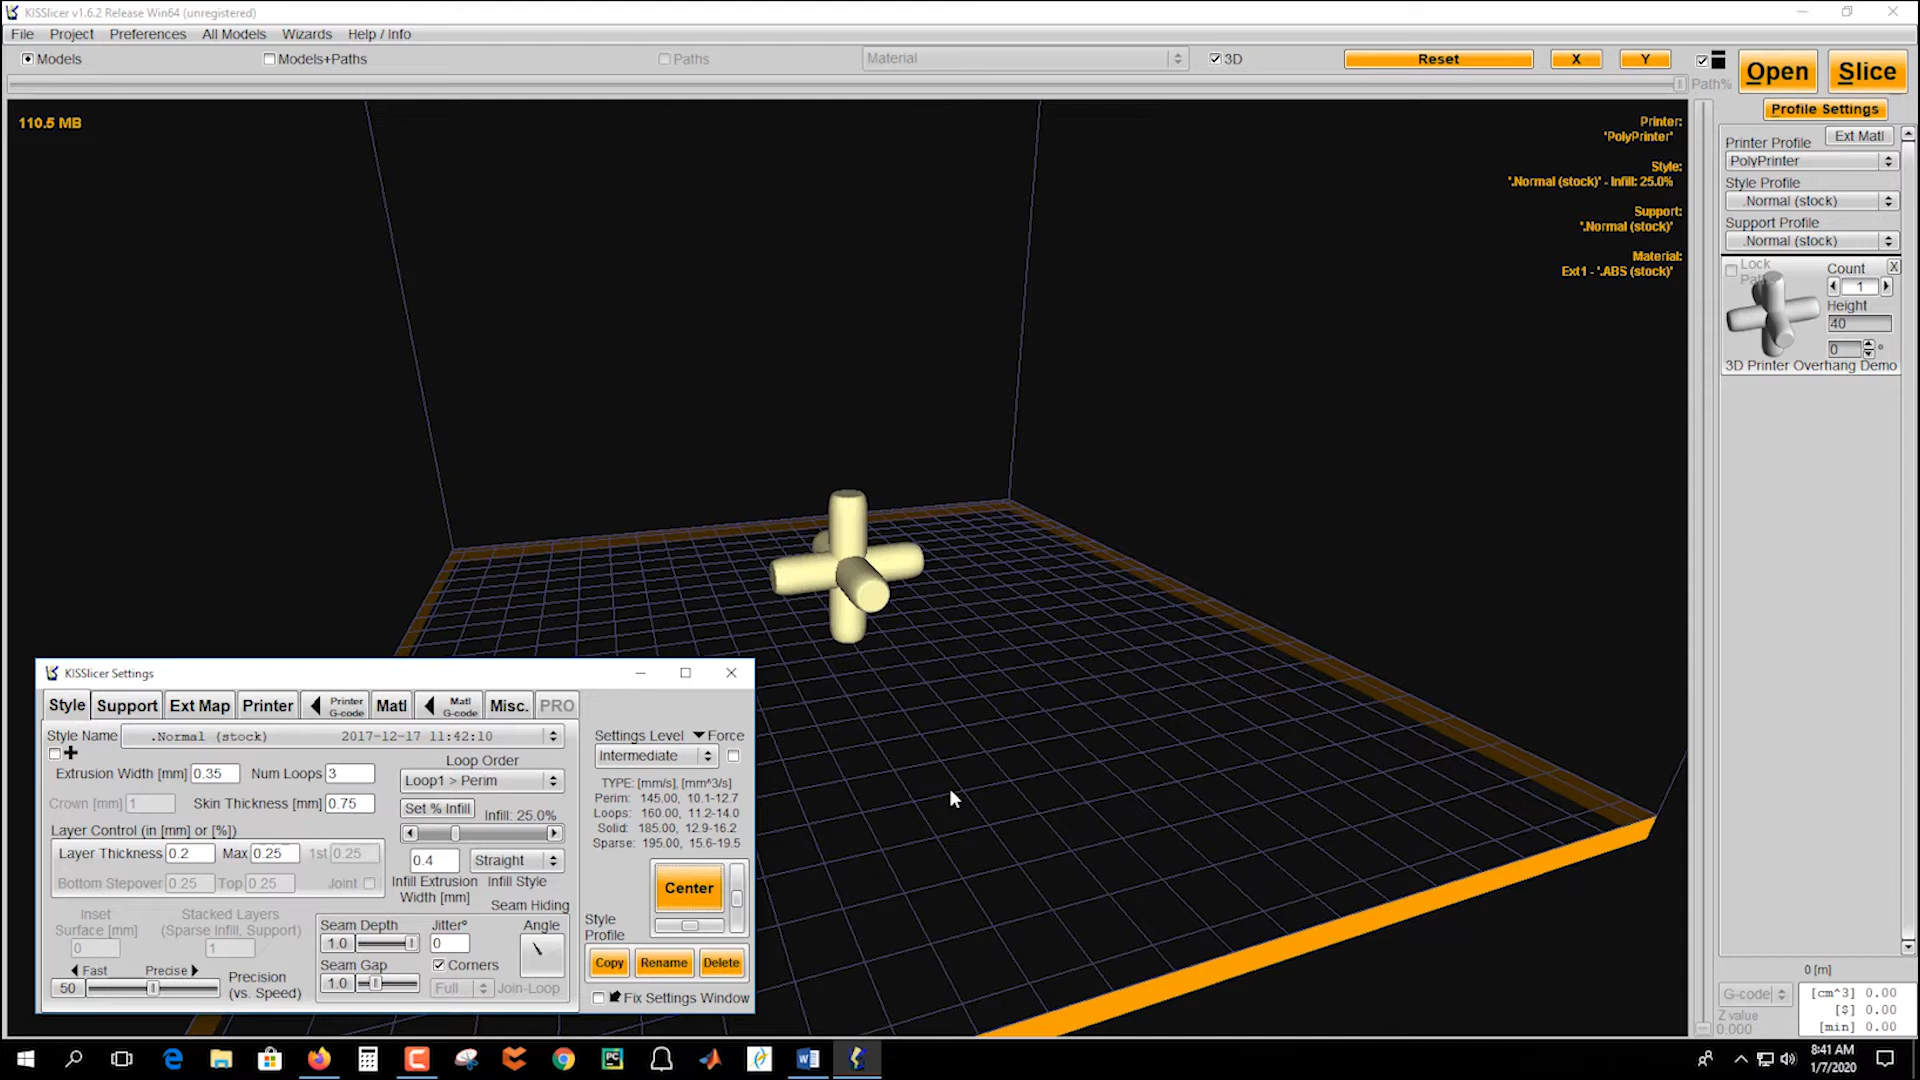 KISSlicer v1.6.2 Release Win64 (unregistered)
File Project Preferences All Models Wizards Help / Info
Models Models+Paths Paths Material 3D Reset X Y Path% Open Slice
110.5 MB
Printer:
'PolyPrinter'
Style:
'.Normal (stock)' - Infill: 25.0%
Support:
'.Normal (stock)'
Material:
Ext1 - '.ABS (stock)'
Profile Settings
Printer Profile Ext Matl
PolyPrinter
Style Profile
.Normal (stock)
Support Profile
.Normal (stock)
Lock Count X
1
Height
40
0 °
3D Printer Overhang Demo
0 [m]
G-code [cm^3] 0.00
Z value [$] 0.00
0.000 [min] 0.00
KISSlicer Settings
Style Support Ext Map Printer Printer G-code Matl Matl G-code Misc. PRO
Style Name .Normal (stock) 2017-12-17 11:42:10
Extrusion Width [mm] 0.35 Num Loops 3
Crown [mm] 1 Skin Thickness [mm] 0.75
Layer Control (in [mm] or [%])
Layer Thickness 0.2 Max 0.25 1st 0.25
Bottom Stepover 0.25 Top 0.25 Joint
Inset Surface [mm]
0
Stacked Layers
(Sparse Infill, Support)
1
Fast Precise
50
Precision
(vs. Speed)
Loop Order
Loop1 > Perim
Set % Infill Infill: 25.0%
0.4 Straight
Infill Extrusion Width [mm] Infill Style
Seam Hiding
Seam Depth Jitter° Angle
1.0 0
Seam Gap Corners
1.0 Full Join-Loop
Settings Level Force
Intermediate
TYPE: [mm/s], [mm^3/s]
Perim: 145.00, 10.1-12.7
Loops: 160.00, 11.2-14.0
Solid: 185.00, 12.9-16.2
Sparse: 195.00, 15.6-19.5
Center
Style
Profile
Copy Rename Delete
Fix Settings Window
8:41 AM
1/7/2020